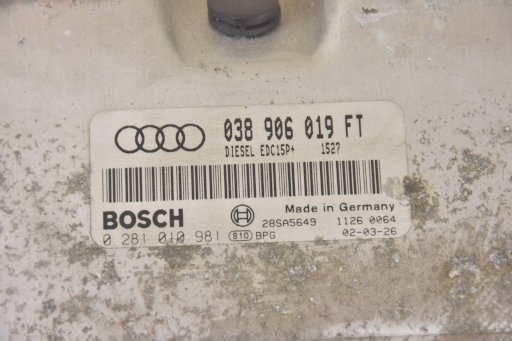 038 906 019 FT
DIESEL EDC15P+ 1527
BOSCH
Made in Germany
28SA5649 1126 0064
0 281 010 981 810 BPG 02-03-26